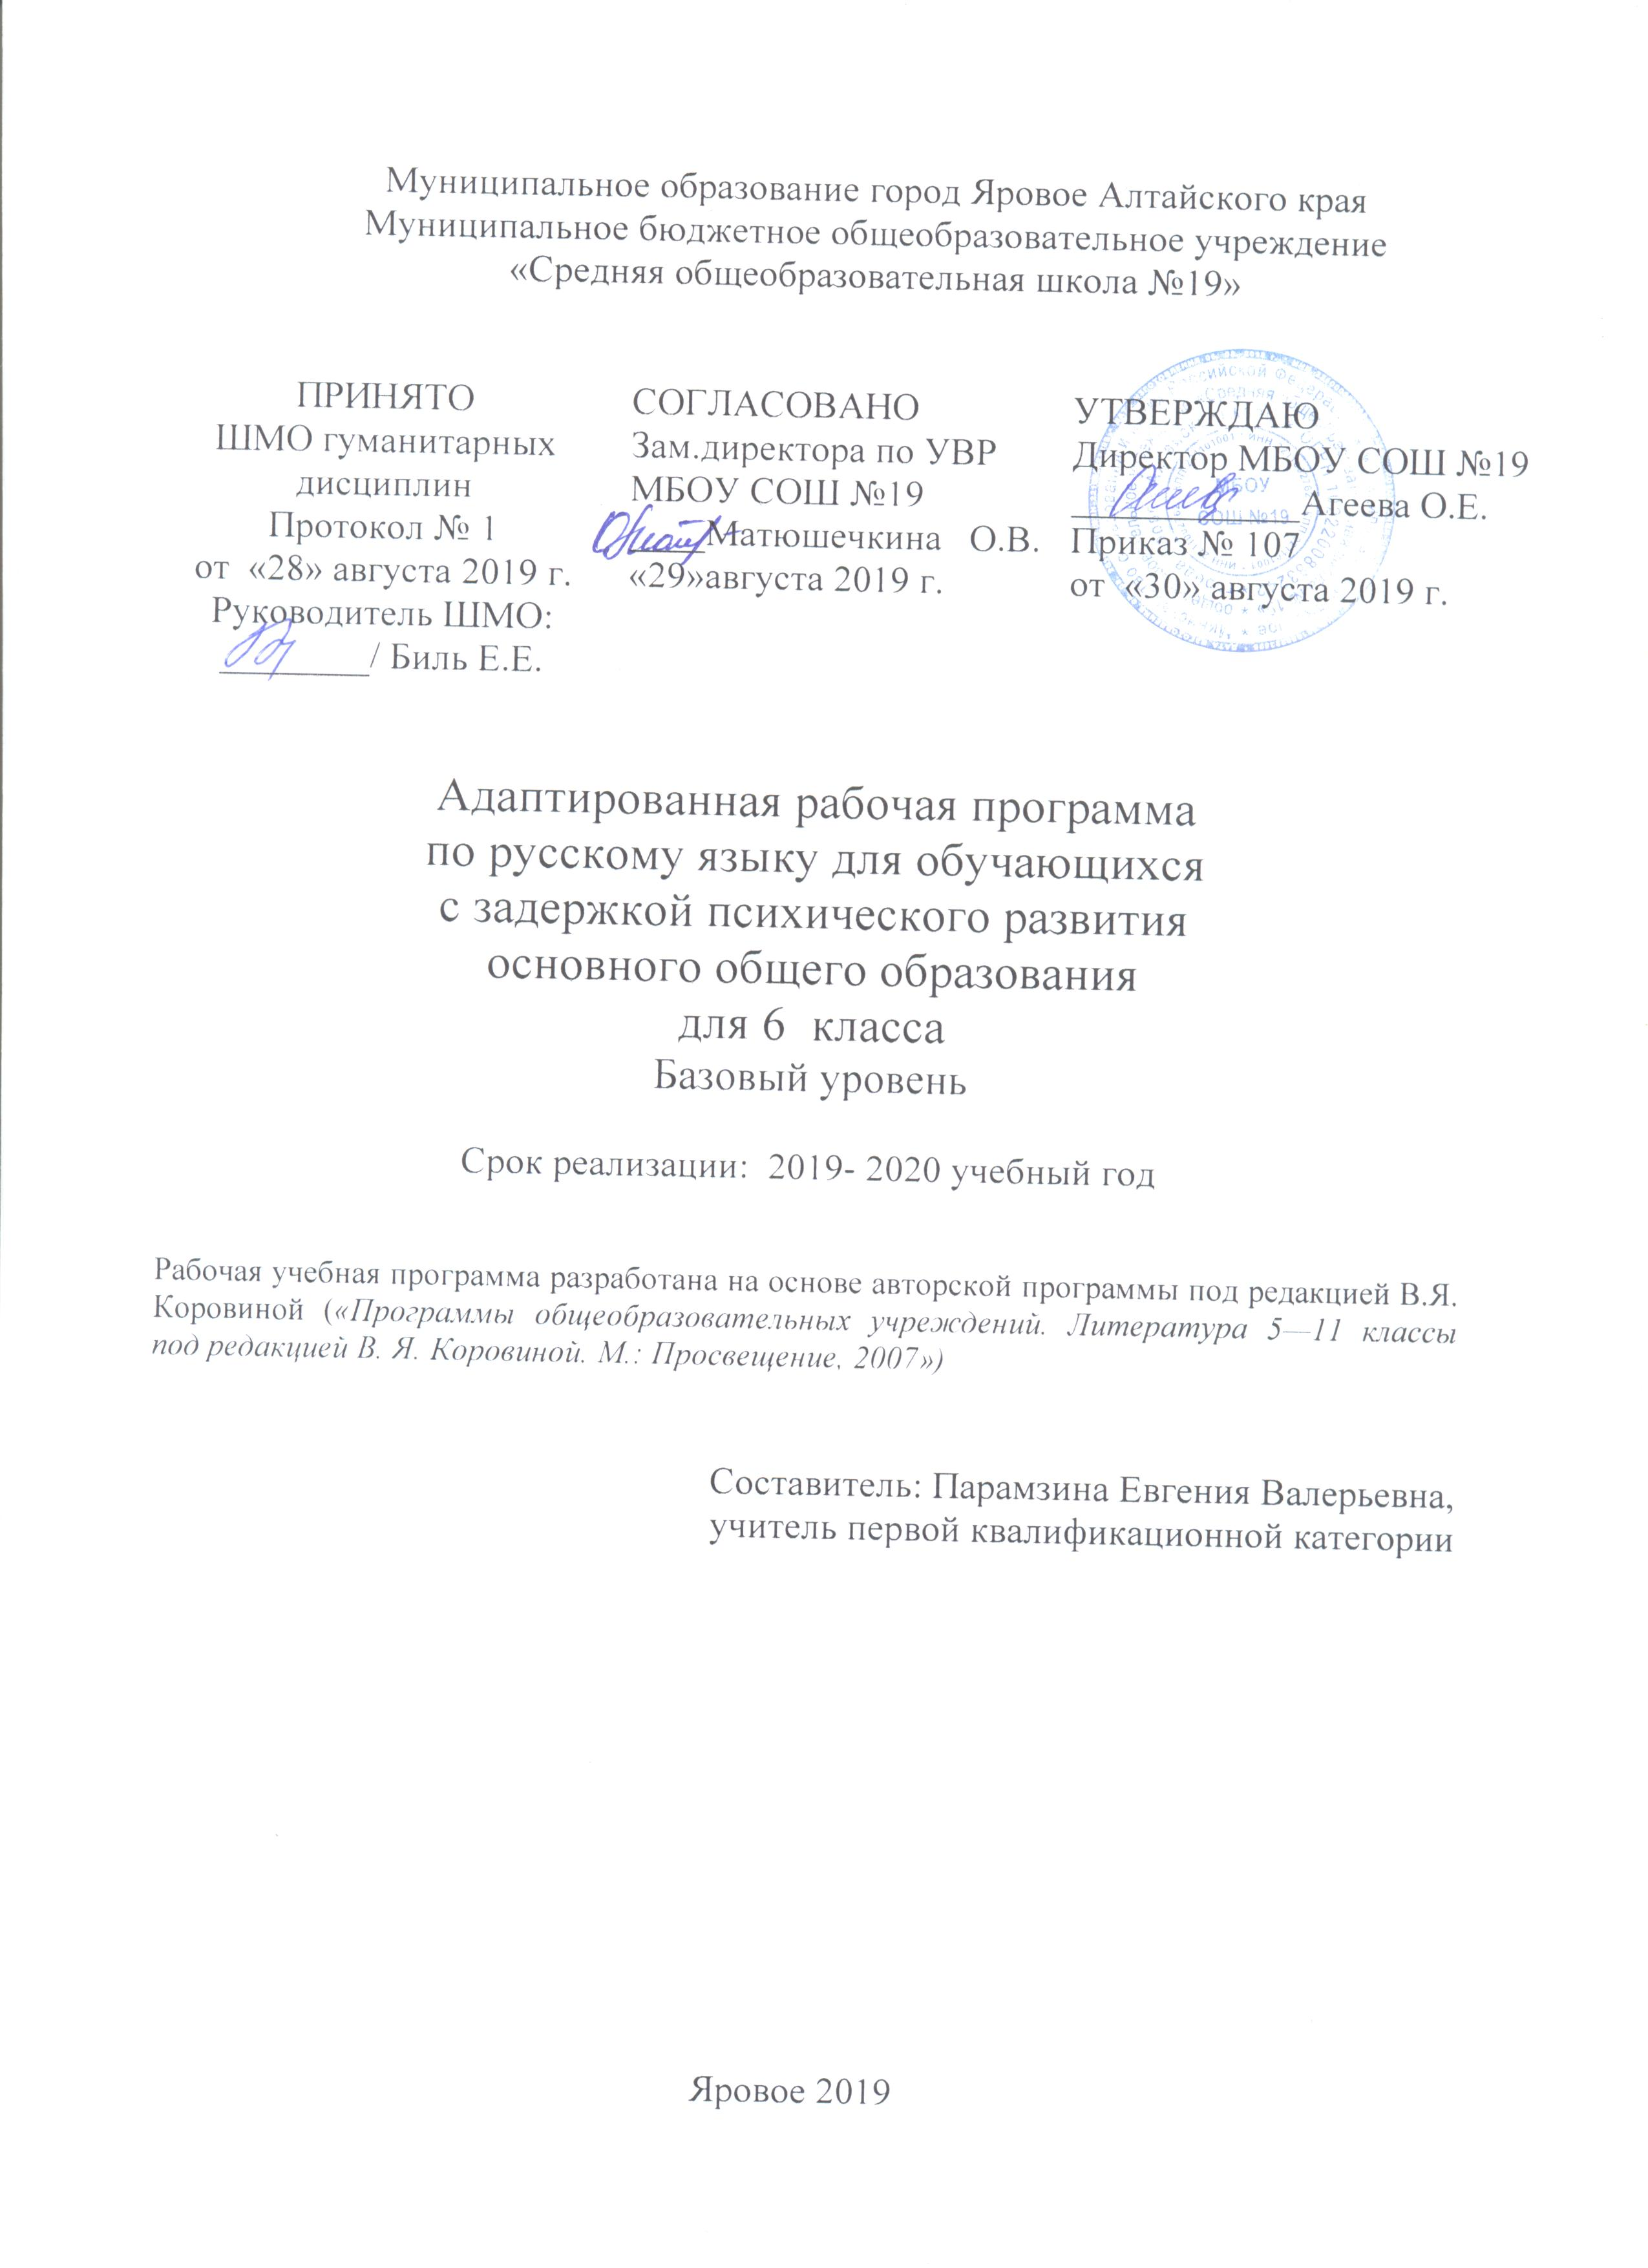 Муниципальное образование город Яровое Алтайского края
Муниципальное бюджетное общеобразовательное учреждение
«Средняя общеобразовательная школа №19»
ПРИНЯТО
ШМО гуманитарных
дисциплин
Протокол № 1
от «28» августа 2019 г.
Руководитель ШМО:
________/ Биль Е.Е.
СОГЛАСОВАНО
Зам.директора по УВР
МБОУ СОШ №19
____Матюшечкина О.В.
«29»августа 2019 г.
УТВЕРЖДАЮ
Директор МБОУ СОШ №19
____________Агеева О.Е.
Приказ № 107
от «30» августа 2019 г.
МБОУ
СОШ №19
Адаптированная рабочая программа
по русскому языку для обучающихся
с задержкой психического развития
основного общего образования
для 6 класса
Базовый уровень
Срок реализации: 2019- 2020 учебный год
Рабочая учебная программа разработана на основе авторской программы под редакцией В.Я.
Коровиной («Программы общеобразовательных учреждений. Литература 5—11 классы
под редакцией В. Я. Коровиной. М.: Просвещение, 2007»)
Составитель: Парамзина Евгения Валерьевна,
учитель первой квалификационной категории
Яровое 2019